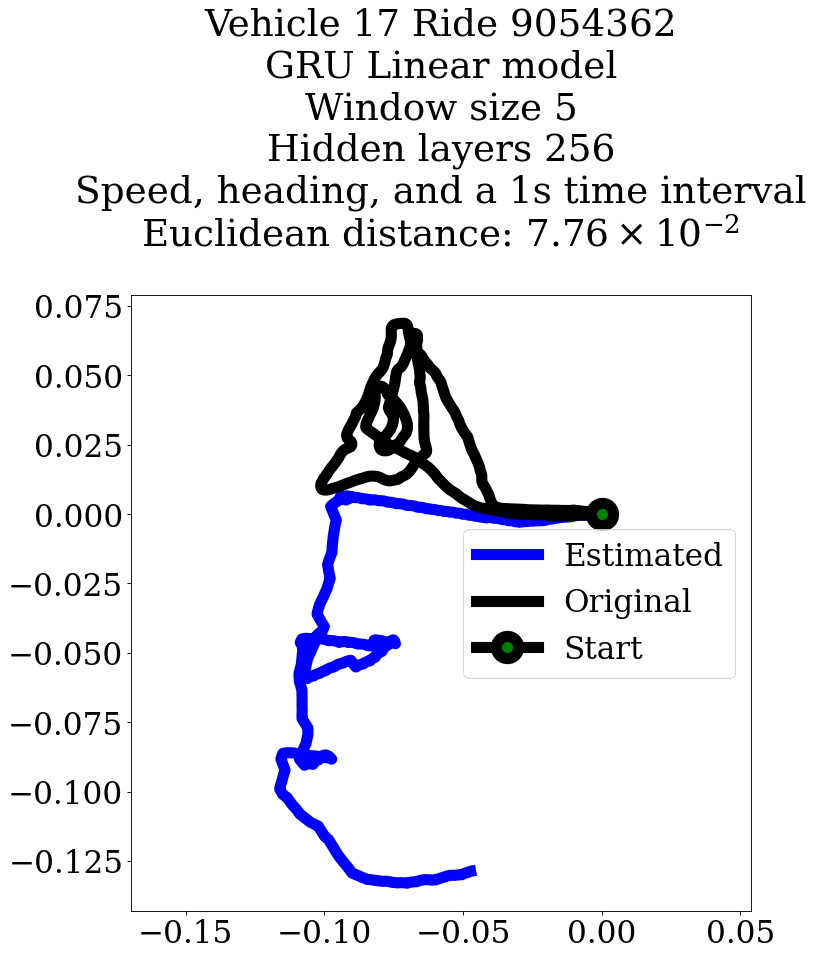 Vehicle 17 Ride 9054362
GRU Linear model
Window size 5
Hidden layers 256
Speed, heading, and a 1s time interval
Euclidean distance: 7.76 × 10⁻²
0.075
0.050
0.025
0.000
−0.025
−0.050
−0.075
−0.100
−0.125
Estimated
Original
Start
−0.15 −0.10 −0.05 0.00 0.05